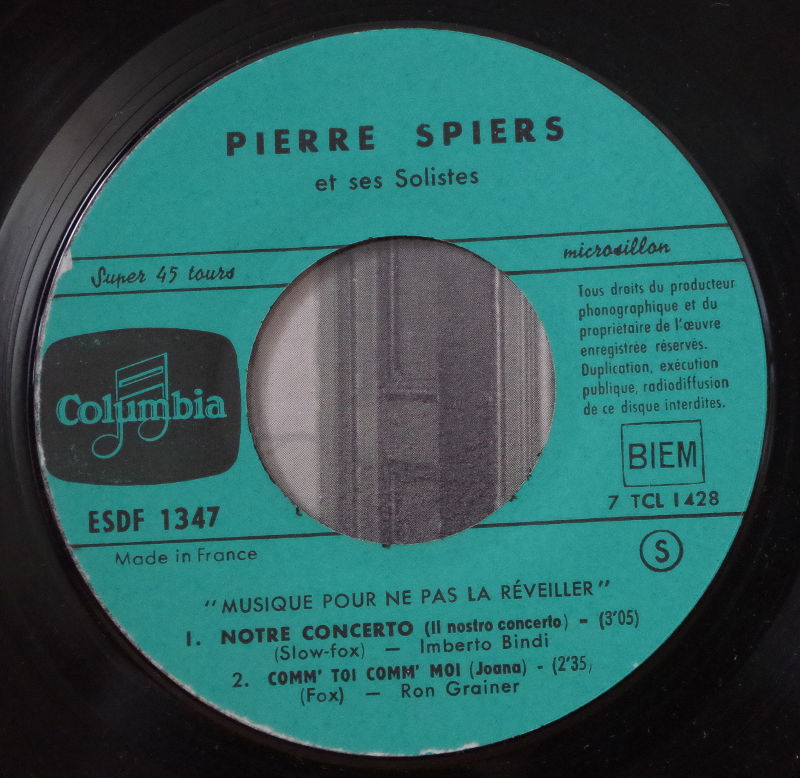 PIERRE SPIERS
et ses Solistes
Super 45 tours
microsillon
Tous droits du producteur
phonographique et du
propriétaire de l'œuvre
enregistrée réservés.
Duplication, exécution
publique, radiodiffusion
de ce disque interdites.
Columbia
BIEM
ESDF 1347
7 TCL 1428
Made in France
S
"MUSIQUE POUR NE PAS LA RÉVEILLER"
1. NOTRE CONCERTO (Il nostro concerto) - (3'05)
(Slow-fox) — Imberto Bindi
2. COMM' TOI COMM' MOI (Joana) - (2'35)
(Fox) — Ron Grainer